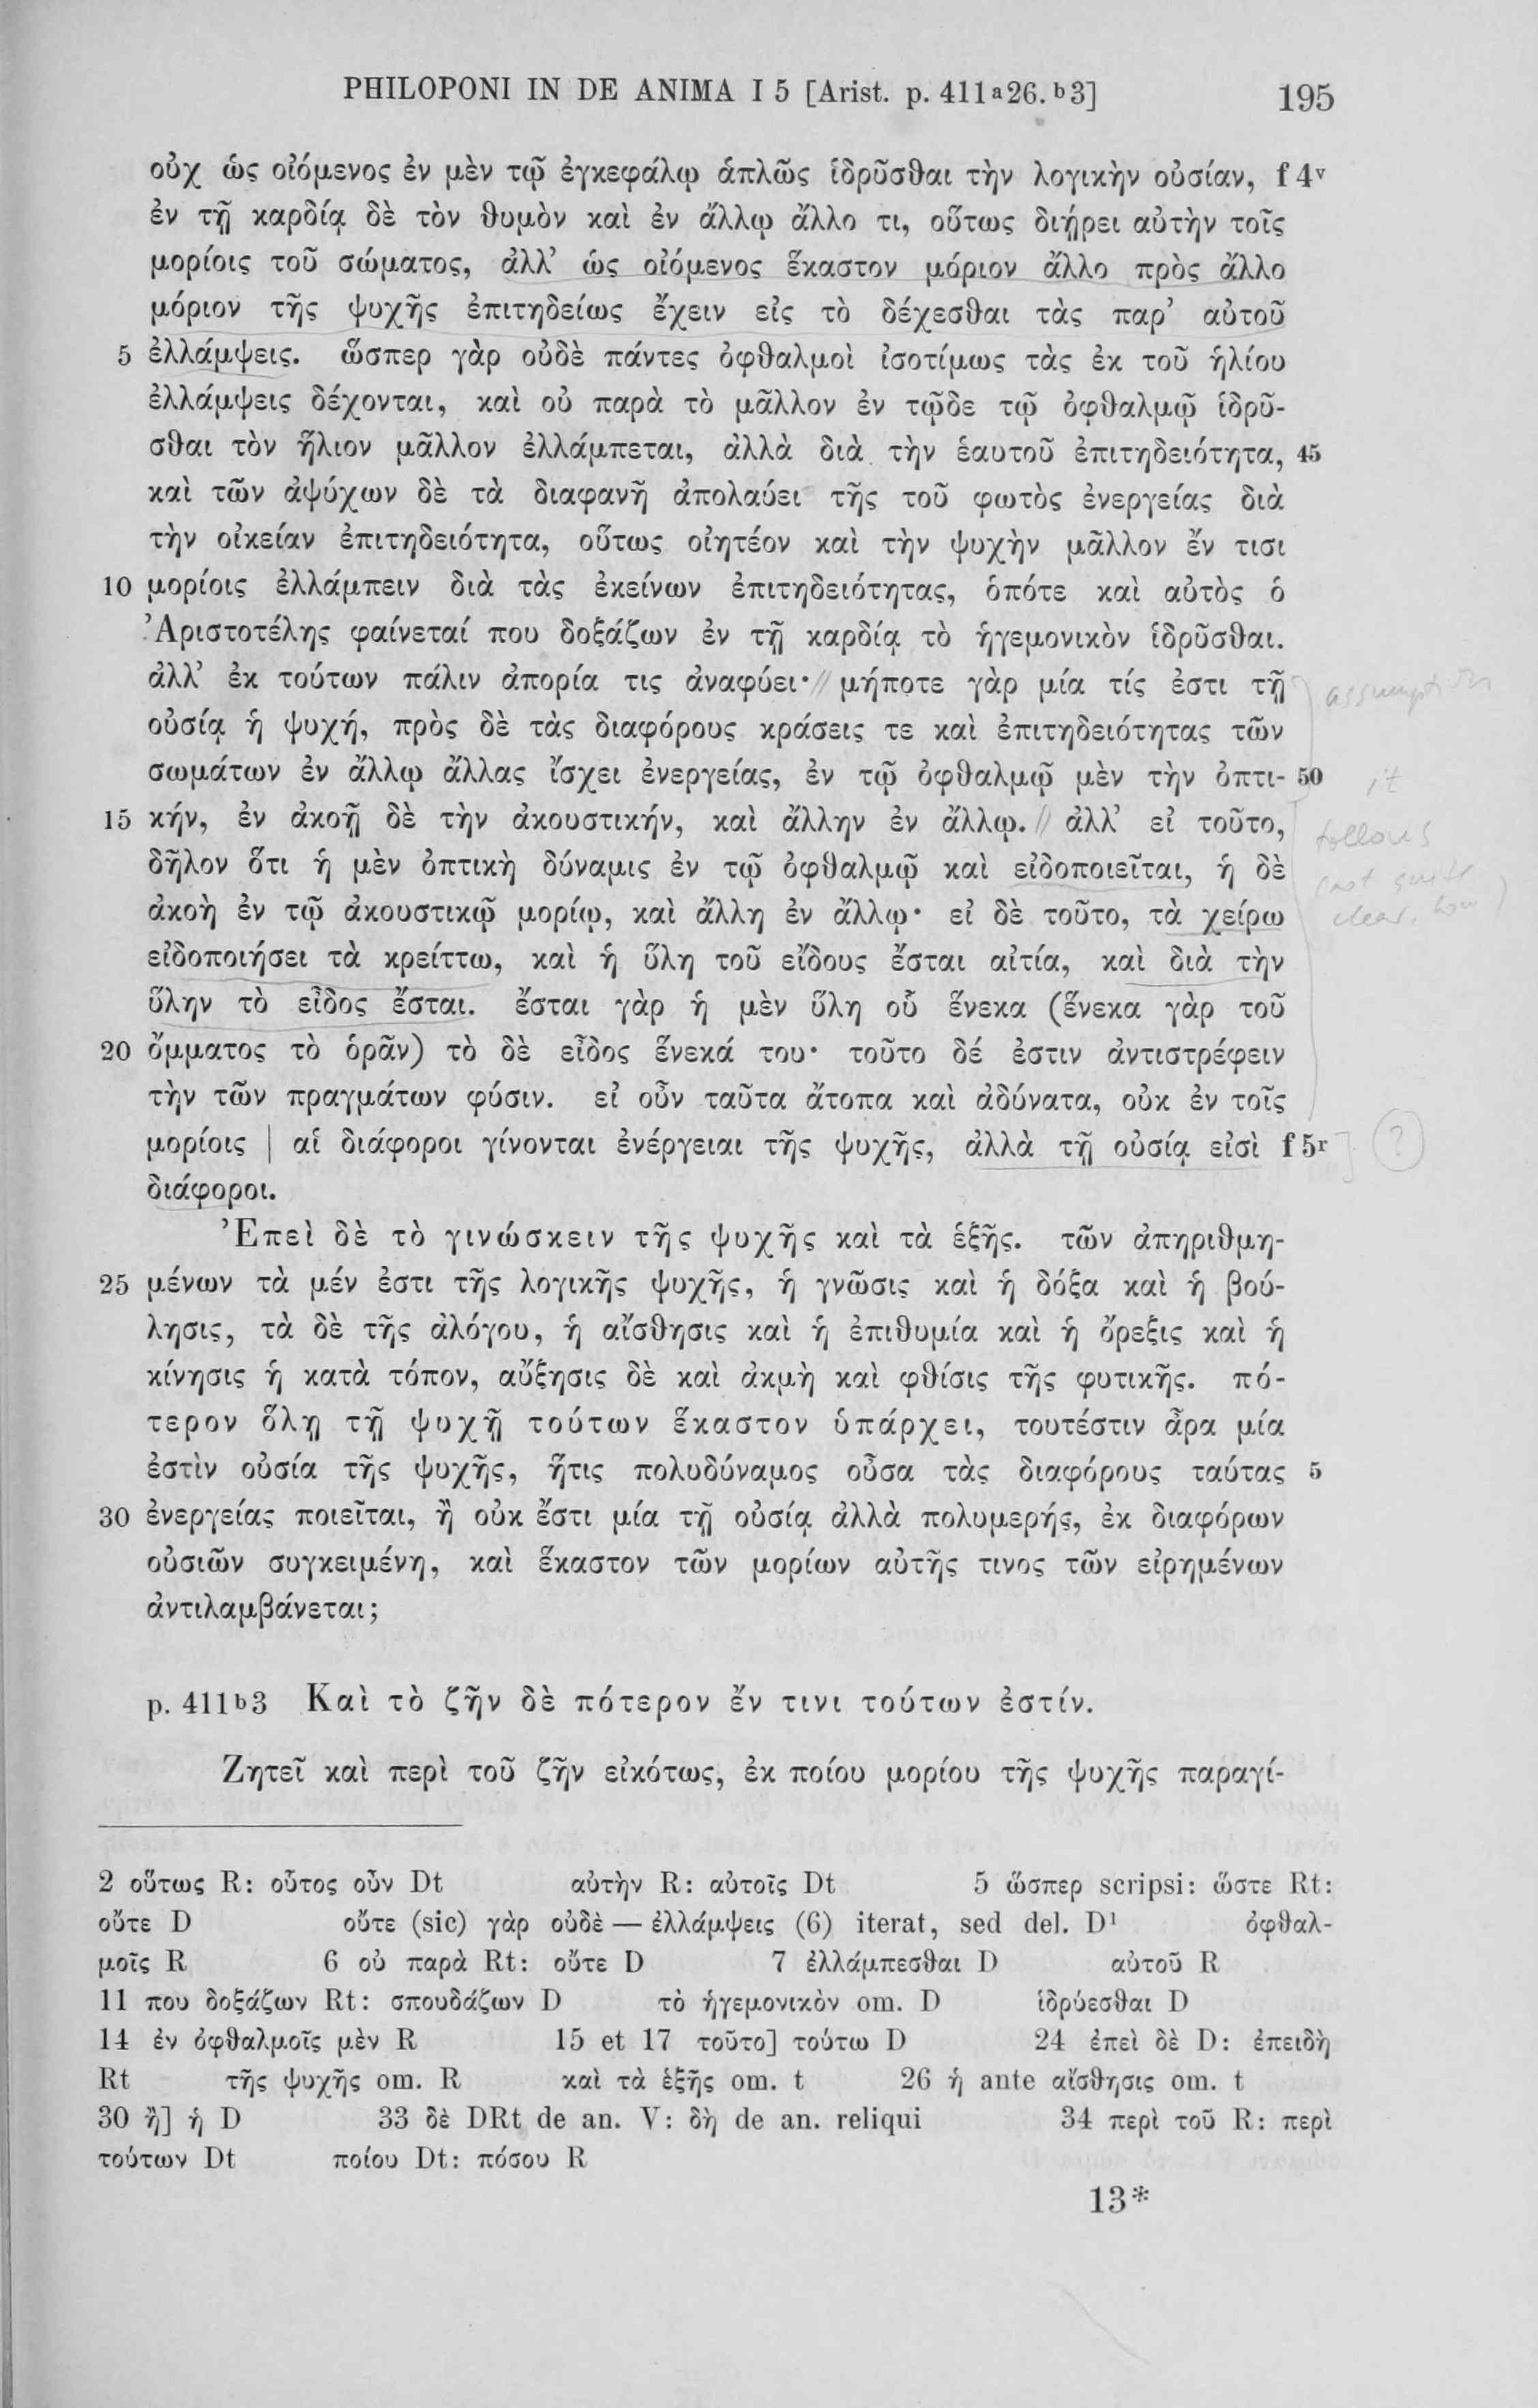 PHILOPONI IN DE ANIMA I 5 [Arist. p. 411ᵃ26. ᵇ3] 195
οὐχ ὡς οἰόμενος ἐν μὲν τῷ ἐγκεφάλῳ ἁπλῶς ἱδρῦσθαι τὴν λογικὴν οὐσίαν, f 4ᵛ
ἐν τῇ καρδίᾳ δὲ τὸν θυμὸν καὶ ἐν ἄλλῳ ἄλλο τι, οὕτως διῄρει αὐτὴν τοῖς
μορίοις τοῦ σώματος, ἀλλ’ ὡς οἰόμενος ἕκαστον μόριον ἄλλο πρὸς ἄλλο
μόριον τῆς ψυχῆς ἐπιτηδείως ἔχειν εἰς τὸ δέχεσθαι τὰς παρ’ αὐτοῦ
5 ἐλλάμψεις. ὥσπερ γὰρ οὐδὲ πάντες ὀφθαλμοὶ ἰσοτίμως τὰς ἐκ τοῦ ἡλίου
ἐλλάμψεις δέχονται, καὶ οὐ παρὰ τὸ μᾶλλον ἐν τῷδε τῷ ὀφθαλμῷ ἱδρῦ-
σθαι τὸν ἥλιον μᾶλλον ἐλλάμπεται, ἀλλὰ διὰ τὴν ἑαυτοῦ ἐπιτηδειότητα, 45
καὶ τῶν ἀψύχων δὲ τὰ διαφανῆ ἀπολαύει τῆς τοῦ φωτὸς ἐνεργείας διὰ
τὴν οἰκείαν ἐπιτηδειότητα, οὕτως οἰητέον καὶ τὴν ψυχὴν μᾶλλον ἔν τισι
10 μορίοις ἐλλάμπειν διὰ τὰς ἐκείνων ἐπιτηδειότητας, ὁπότε καὶ αὐτὸς ὁ
Ἀριστοτέλης φαίνεταί που δοξάζων ἐν τῇ καρδίᾳ τὸ ἡγεμονικὸν ἱδρῦσθαι.
ἀλλ’ ἐκ τούτων πάλιν ἀπορία τις ἀναφύει· // μήποτε γὰρ μία τίς ἐστι τῇ assumption
οὐσίᾳ ἡ ψυχή, πρὸς δὲ τὰς διαφόρους κράσεις τε καὶ ἐπιτηδειότητας τῶν
σωμάτων ἐν ἄλλῳ ἄλλας ἴσχει ἐνεργείας, ἐν τῷ ὀφθαλμῷ μὲν τὴν ὀπτι- 50 it
15 κήν, ἐν ἀκοῇ δὲ τὴν ἀκουστικήν, καὶ ἄλλην ἐν ἄλλῳ. // ἀλλ’ εἰ τοῦτο, follows
δῆλον ὅτι ἡ μὲν ὀπτικὴ δύναμις ἐν τῷ ὀφθαλμῷ καὶ εἰδοποιεῖται, ἡ δὲ (not quite
ἀκοὴ ἐν τῷ ἀκουστικῷ μορίῳ, καὶ ἄλλη ἐν ἄλλῳ· εἰ δὲ τοῦτο, τὰ χείρω clear, how)
εἰδοποιήσει τὰ κρείττω, καὶ ἡ ὕλη τοῦ εἴδους ἔσται αἰτία, καὶ διὰ τὴν
ὕλην τὸ εἶδος ἔσται. ἔσται γὰρ ἡ μὲν ὕλη οὗ ἕνεκα (ἕνεκα γὰρ τοῦ
20 ὄμματος τὸ ὁρᾶν) τὸ δὲ εἶδος ἕνεκά του· τοῦτο δέ ἐστιν ἀντιστρέφειν
τὴν τῶν πραγμάτων φύσιν. εἰ οὖν ταῦτα ἄτοπα καὶ ἀδύνατα, οὐκ ἐν τοῖς
μορίοις | αἱ διάφοροι γίνονται ἐνέργειαι τῆς ψυχῆς, ἀλλὰ τῇ οὐσίᾳ εἰσὶ f 5ʳ ?
διάφοροι.
Ἐπεὶ δὲ τὸ γινώσκειν τῆς ψυχῆς καὶ τὰ ἑξῆς. τῶν ἀπηριθμη-
25 μένων τὰ μέν ἐστι τῆς λογικῆς ψυχῆς, ἡ γνῶσις καὶ ἡ δόξα καὶ ἡ βού-
λησις, τὰ δὲ τῆς ἀλόγου, ἡ αἴσθησις καὶ ἡ ἐπιθυμία καὶ ἡ ὄρεξις καὶ ἡ
κίνησις ἡ κατὰ τόπον, αὔξησις δὲ καὶ ἀκμὴ καὶ φθίσις τῆς φυτικῆς. πό-
τερον ὅλῃ τῇ ψυχῇ τούτων ἕκαστον ὑπάρχει, τουτέστιν ἆρα μία
ἐστὶν οὐσία τῆς ψυχῆς, ἥτις πολυδύναμος οὖσα τὰς διαφόρους ταύτας 5
30 ἐνεργείας ποιεῖται, ἢ οὐκ ἔστι μία τῇ οὐσίᾳ ἀλλὰ πολυμερής, ἐκ διαφόρων
οὐσιῶν συγκειμένη, καὶ ἕκαστον τῶν μορίων αὐτῆς τινος τῶν εἰρημένων
ἀντιλαμβάνεται;
p. 411ᵇ3 Καὶ τὸ ζῆν δὲ πότερον ἔν τινι τούτων ἐστίν.
Ζητεῖ καὶ περὶ τοῦ ζῆν εἰκότως, ἐκ ποίου μορίου τῆς ψυχῆς παραγί-
2 οὕτως R: οὗτος οὖν Dt αὐτὴν R: αὐτοῖς Dt 5 ὥσπερ scripsi: ὥστε Rt:
οὔτε D οὔτε (sic) γὰρ οὐδὲ — ἐλλάμψεις (6) iterat, sed del. D¹ ὀφθαλ-
μοῖς R 6 οὐ παρὰ Rt: οὔτε D 7 ἐλλάμπεσθαι D αὐτοῦ R
11 που δοξάζων Rt: σπουδάζων D τὸ ἡγεμονικὸν om. D ἱδρύεσθαι D
14 ἐν ὀφθαλμοῖς μὲν R 15 et 17 τοῦτο] τούτω D 24 ἐπεὶ δὲ D: ἐπειδὴ
Rt τῆς ψυχῆς om. R καὶ τὰ ἑξῆς om. t 26 ἡ ante αἴσθησις om. t
30 ἢ] ἡ D 33 δὲ DRt de an. V: δὴ de an. reliqui 34 περὶ τοῦ R: περὶ
τούτων Dt ποίου Dt: πόσου R
13*